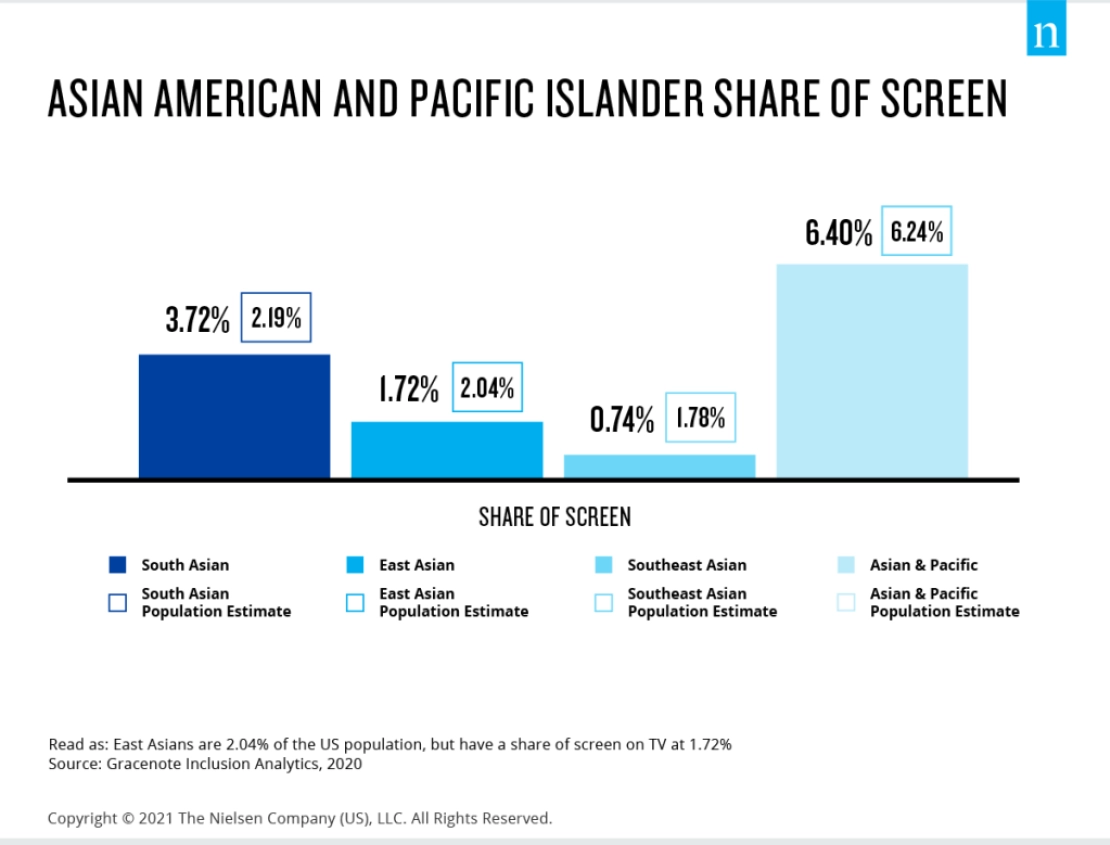 n
ASIAN AMERICAN AND PACIFIC ISLANDER SHARE OF SCREEN
6.40% 6.24%
3.72% 2.19%
1.72% 2.04%
0.74% 1.78%
SHARE OF SCREEN
South Asian
East Asian
Southeast Asian
Asian & Pacific
South Asian
Population Estimate
East Asian
Population Estimate
Southeast Asian
Population Estimate
Asian & Pacific
Population Estimate
Read as: East Asians are 2.04% of the US population, but have a share of screen on TV at 1.72%
Source: Gracenote Inclusion Analytics, 2020
Copyright © 2021 The Nielsen Company (US), LLC. All Rights Reserved.